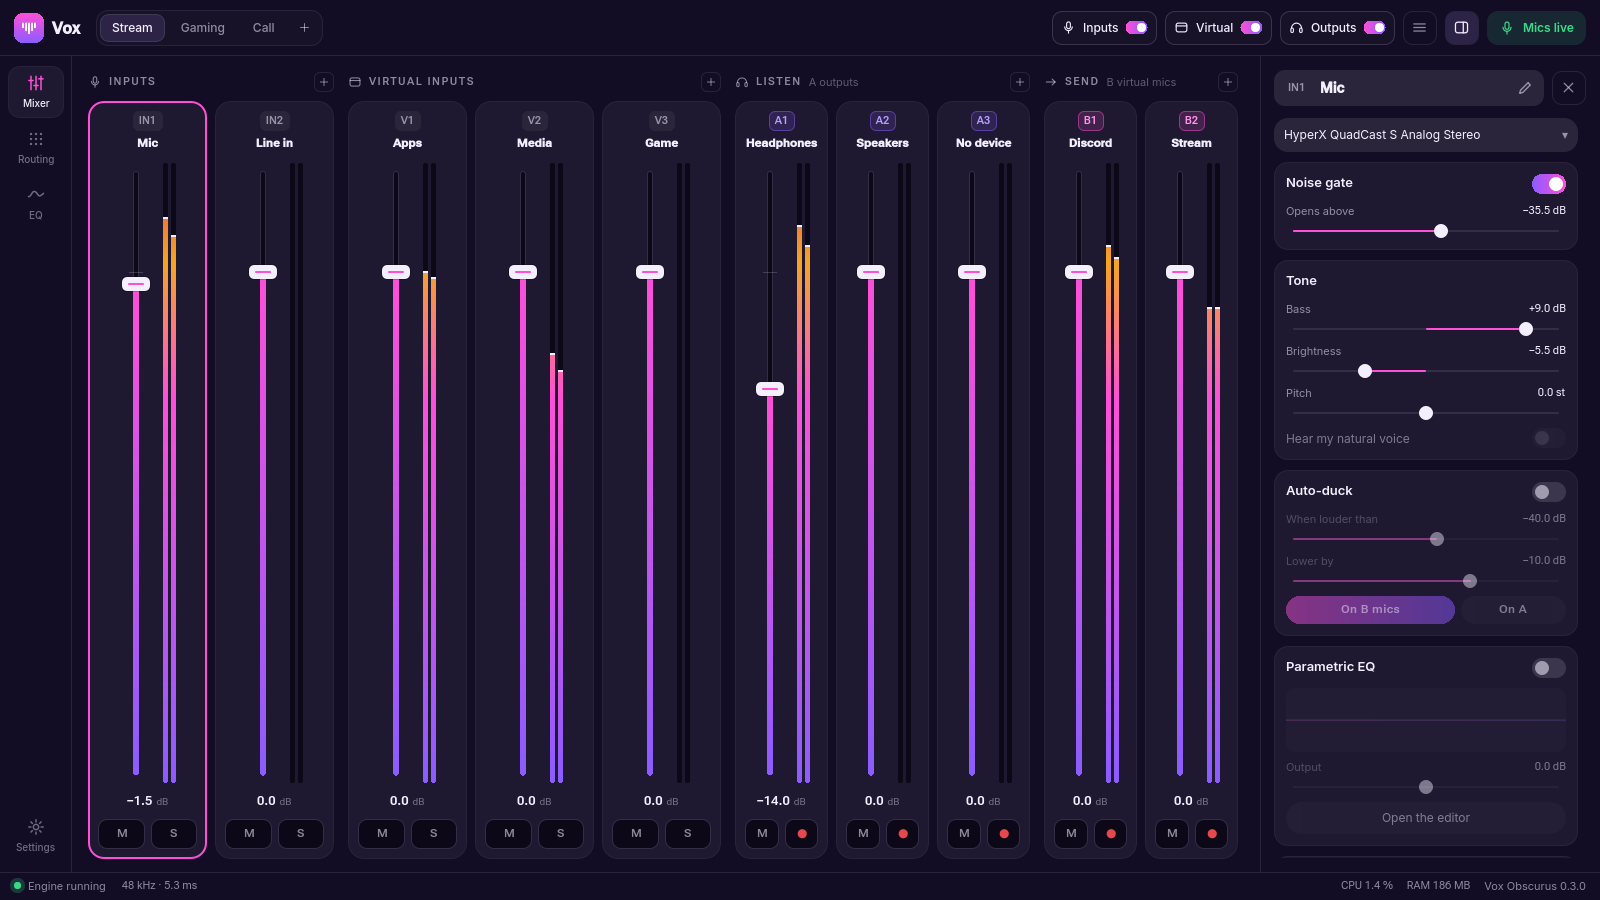 Vox
Stream Gaming Call +
Inputs Virtual Outputs Mics live
Mixer
Routing
EQ
Settings
INPUTS +
VIRTUAL INPUTS +
LISTEN A outputs +
SEND B virtual mics +
IN1 IN2 V1 V2 V3 A1 A2 A3 B1 B2
Mic Line in Apps Media Game Headphones Speakers No device Discord Stream
−1.5 dB 0.0 dB 0.0 dB 0.0 dB 0.0 dB −14.0 dB 0.0 dB 0.0 dB 0.0 dB 0.0 dB
M S M S M S M S M S M M M M M
IN1 Mic
HyperX QuadCast S Analog Stereo
Noise gate
Opens above −35.5 dB
Tone
Bass +9.0 dB
Brightness −5.5 dB
Pitch 0.0 st
Hear my natural voice
Auto-duck
When louder than −40.0 dB
Lower by −10.0 dB
On B mics On A
Parametric EQ
Output 0.0 dB
Open the editor
Engine running 48 kHz · 5.3 ms CPU 1.4 % RAM 186 MB Vox Obscurus 0.3.0